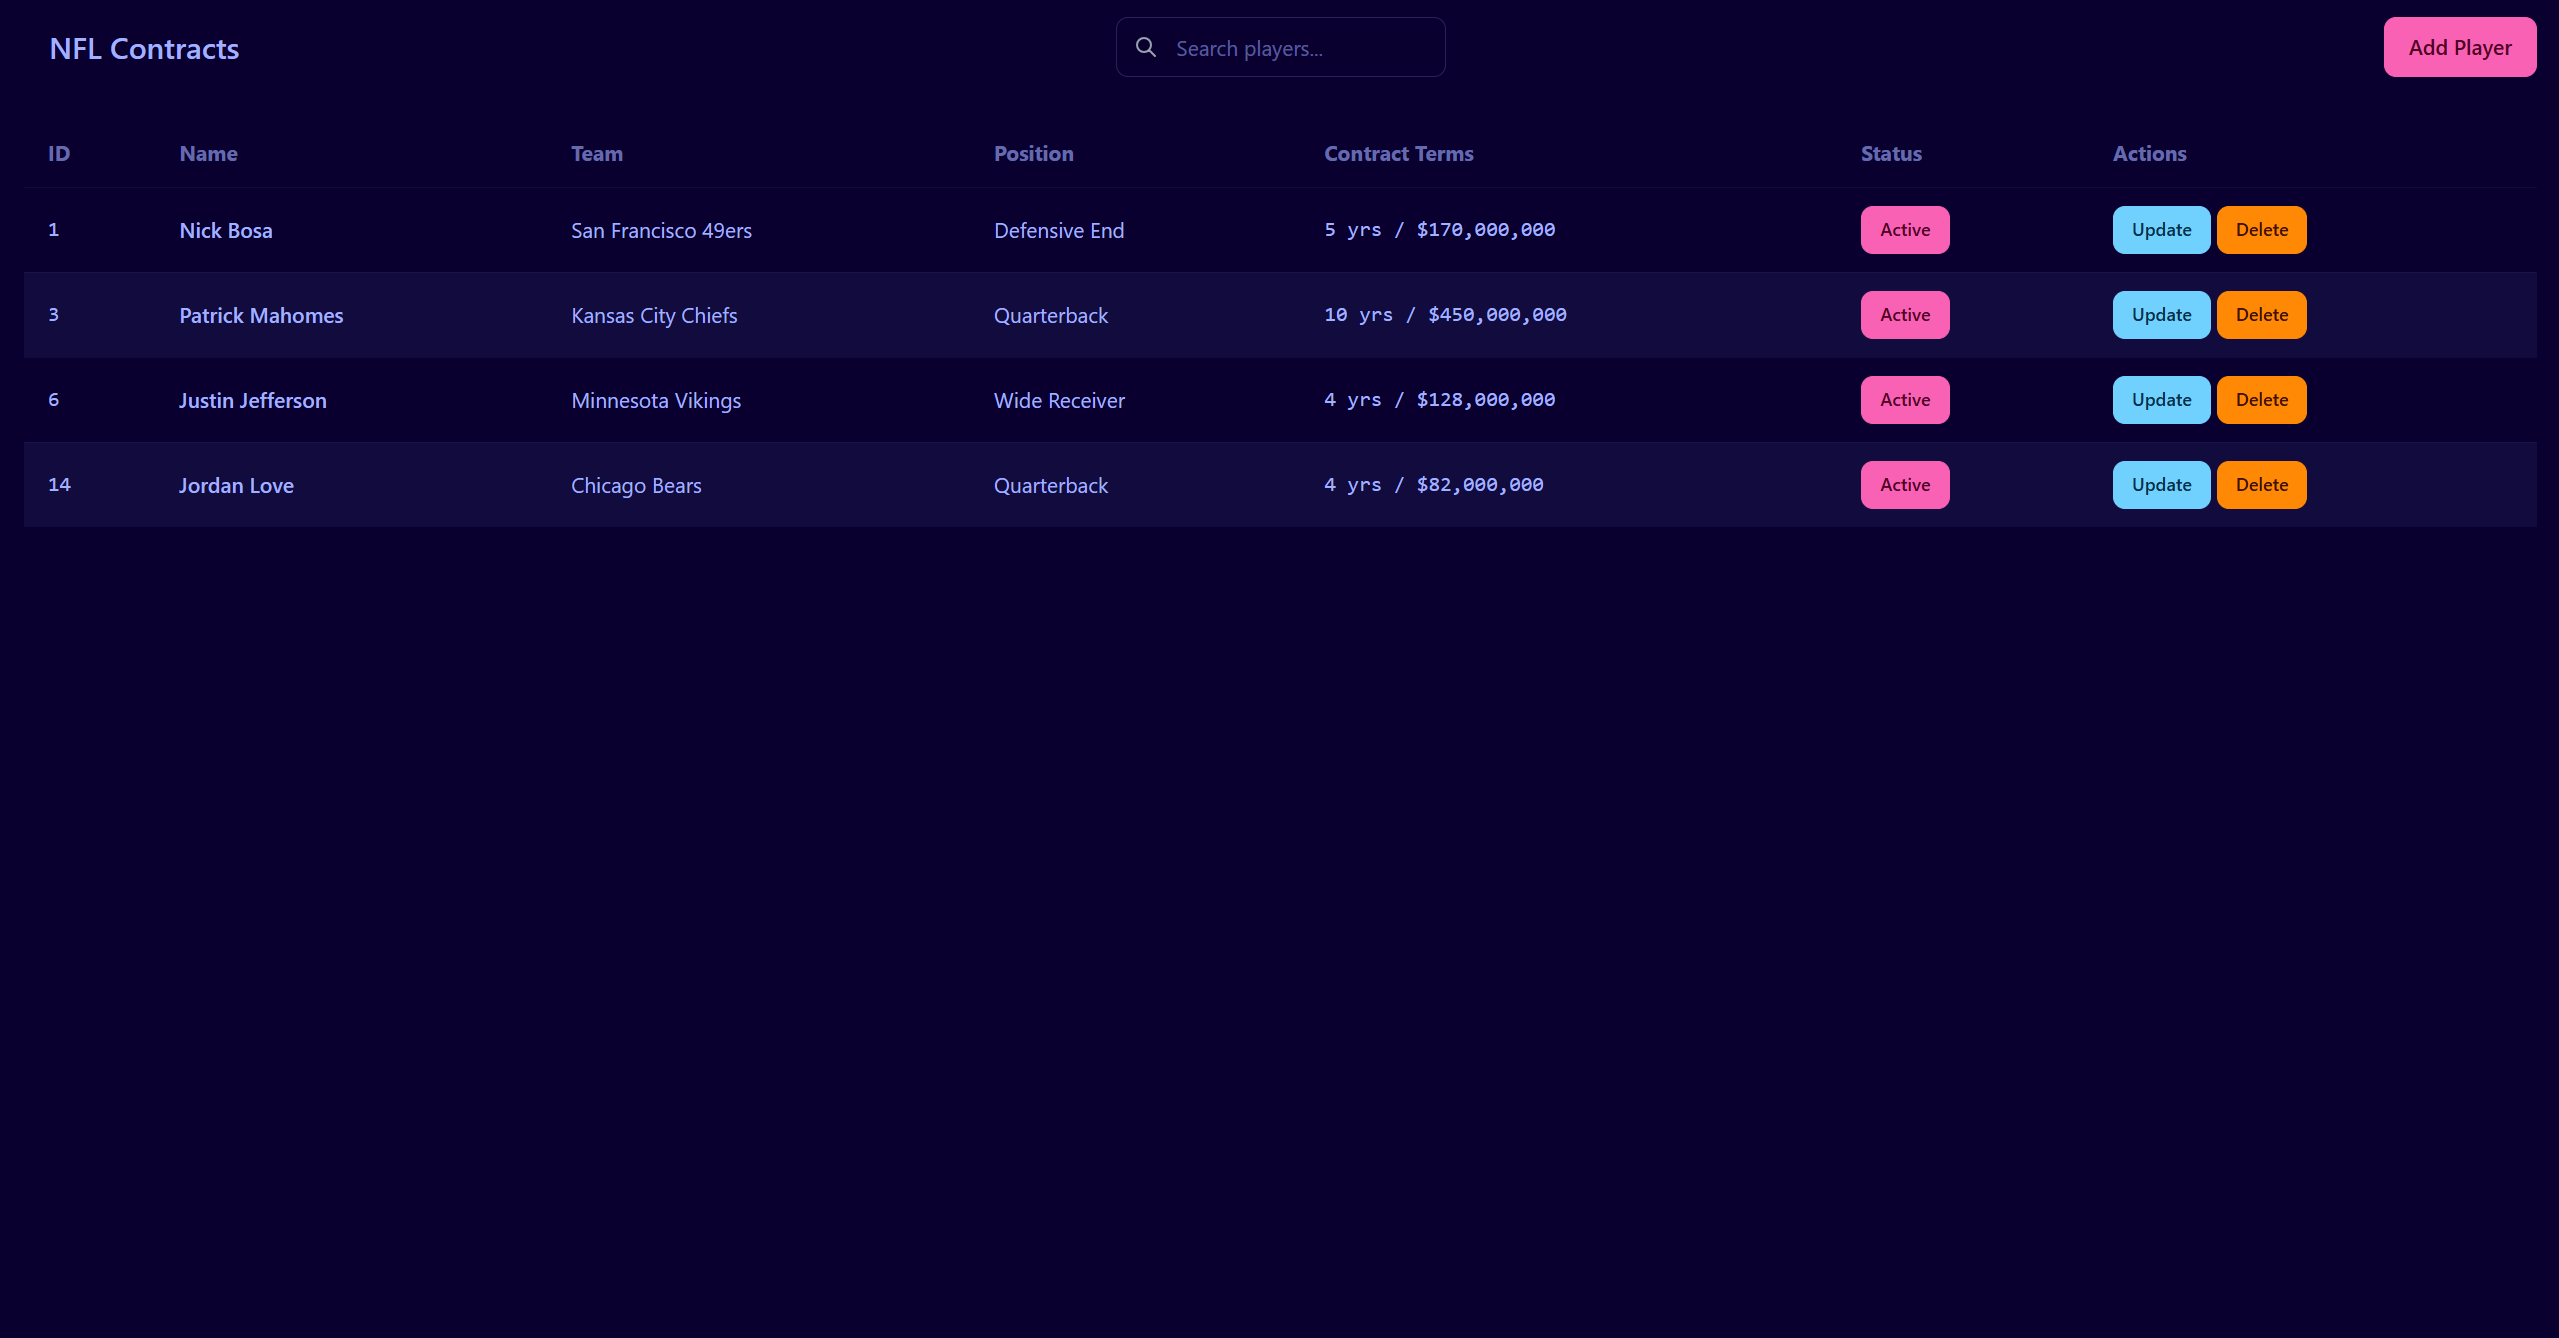 NFL Contracts Search players... Add Player
ID Name Team Position Contract Terms Status Actions
1 Nick Bosa San Francisco 49ers Defensive End 5 yrs / $170,000,000 Active Update Delete
3 Patrick Mahomes Kansas City Chiefs Quarterback 10 yrs / $450,000,000 Active Update Delete
6 Justin Jefferson Minnesota Vikings Wide Receiver 4 yrs / $128,000,000 Active Update Delete
14 Jordan Love Chicago Bears Quarterback 4 yrs / $82,000,000 Active Update Delete